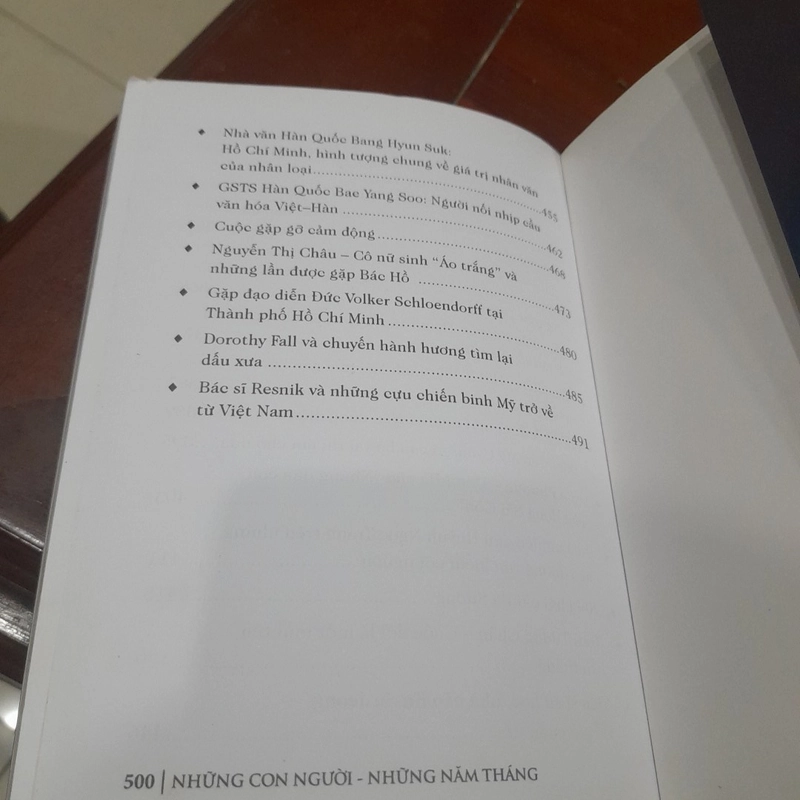 ◆ Nhà văn Hàn Quốc Bang Hyun Suk:
Hồ Chí Minh, hình tượng chung về giá trị nhân văn
của nhân loại....................................................455
◆ GSTS Hàn Quốc Bae Yang Soo: Người nối nhịp cầu
văn hóa Việt–Hàn ....................................................462
◆ Cuộc gặp gỡ cảm động....................................................468
◆ Nguyễn Thị Châu – Cô nữ sinh “Áo trắng” và
những lần được gặp Bác Hồ ....................................................473
◆ Gặp đạo diễn Đức Volker Schloendorff tại
Thành phố Hồ Chí Minh....................................................480
◆ Dorothy Fall và chuyến hành hương tìm lại
dấu xưa ....................................................485
◆ Bác sĩ Resnik và những cựu chiến binh Mỹ trở về
từ Việt Nam....................................................491
500 | NHỮNG CON NGƯỜI - NHỮNG NĂM THÁNG